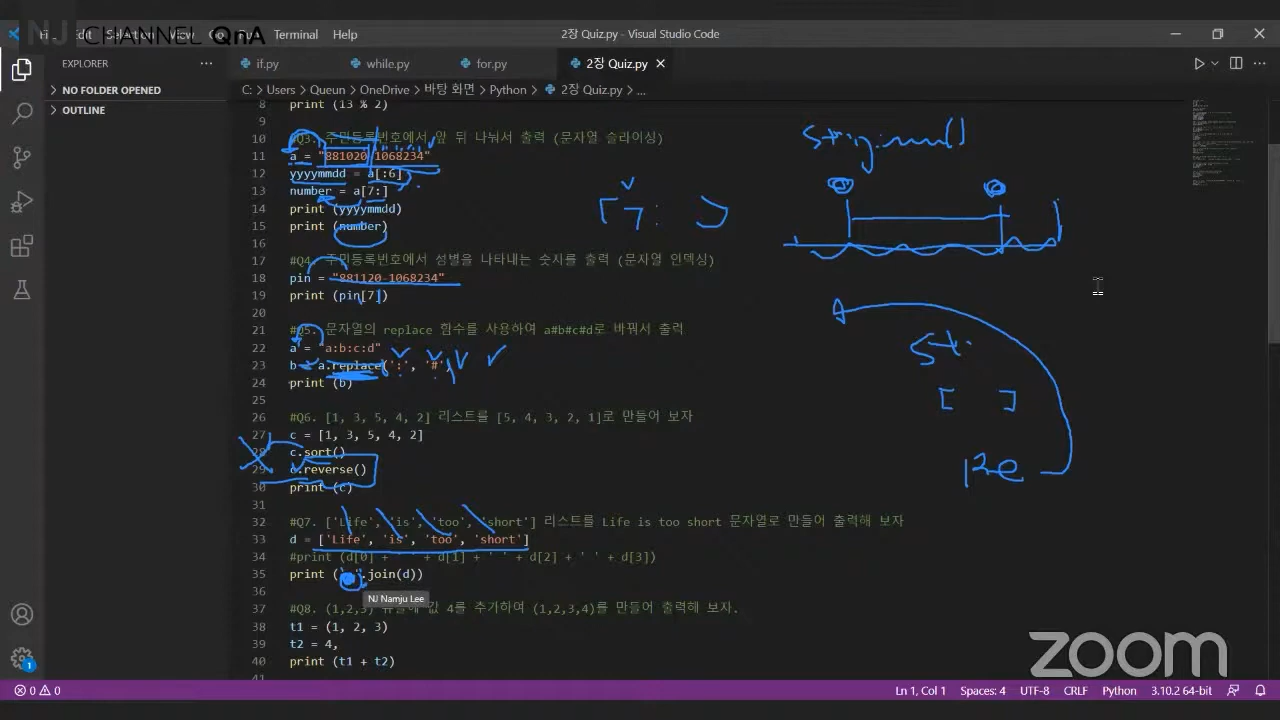 NJ CHANNEL QnA
Terminal Help
2장 Quiz.py - Visual Studio Code
EXPLORER
if.py
while.py
for.py
2장 Quiz.py
NO FOLDER OPENED
OUTLINE
C: > Users > Queun > OneDrive > 바탕 화면 > Python > 2장 Quiz.py > ...
8 print (13 % 2)
9
10 #Q3. 주민등록번호에서 앞 뒤 나눠서 출력 (문자열 슬라이싱)
11 a = "881020-1068234"
12 yyyymmdd = a[:6]
13 number = a[7:]
14 print (yyyymmdd)
15 print (number)
16
17 #Q4. 주민등록번호에서 성별을 나타내는 숫자를 출력 (문자열 인덱싱)
18 pin = "881120-1068234"
19 print (pin[7])
20
21 #Q5. 문자열의 replace 함수를 사용하여 a#b#c#d로 바꿔서 출력
22 a = "a:b:c:d"
23 b = a.replace(':', '#')
24 print (b)
25
26 #Q6. [1, 3, 5, 4, 2] 리스트를 [5, 4, 3, 2, 1]로 만들어 보자
27 c = [1, 3, 5, 4, 2]
28 c.sort()
29 c.reverse()
30 print (c)
31
32 #Q7. ['Life', 'is', 'too', 'short'] 리스트를 Life is too short 문자열로 만들어 출력해 보자
33 d = ['Life', 'is', 'too', 'short']
34 #print (d[0] + + d[1] + ' ' + d[2] + ' ' + d[3])
35 print ( .join(d))
36
NJ Namju Lee
37 #Q8. (1,2,3) 값 4를 추가하여 (1,2,3,4)를 만들어 출력해 보자.
38 t1 = (1, 2, 3)
39 t2 = 4,
40 print (t1 + t2)
41
[7: ]
[ ]
zoom
0 0
Ln 1, Col 1
Spaces: 4
UTF-8
CRLF
Python
3.10.2 64-bit
1